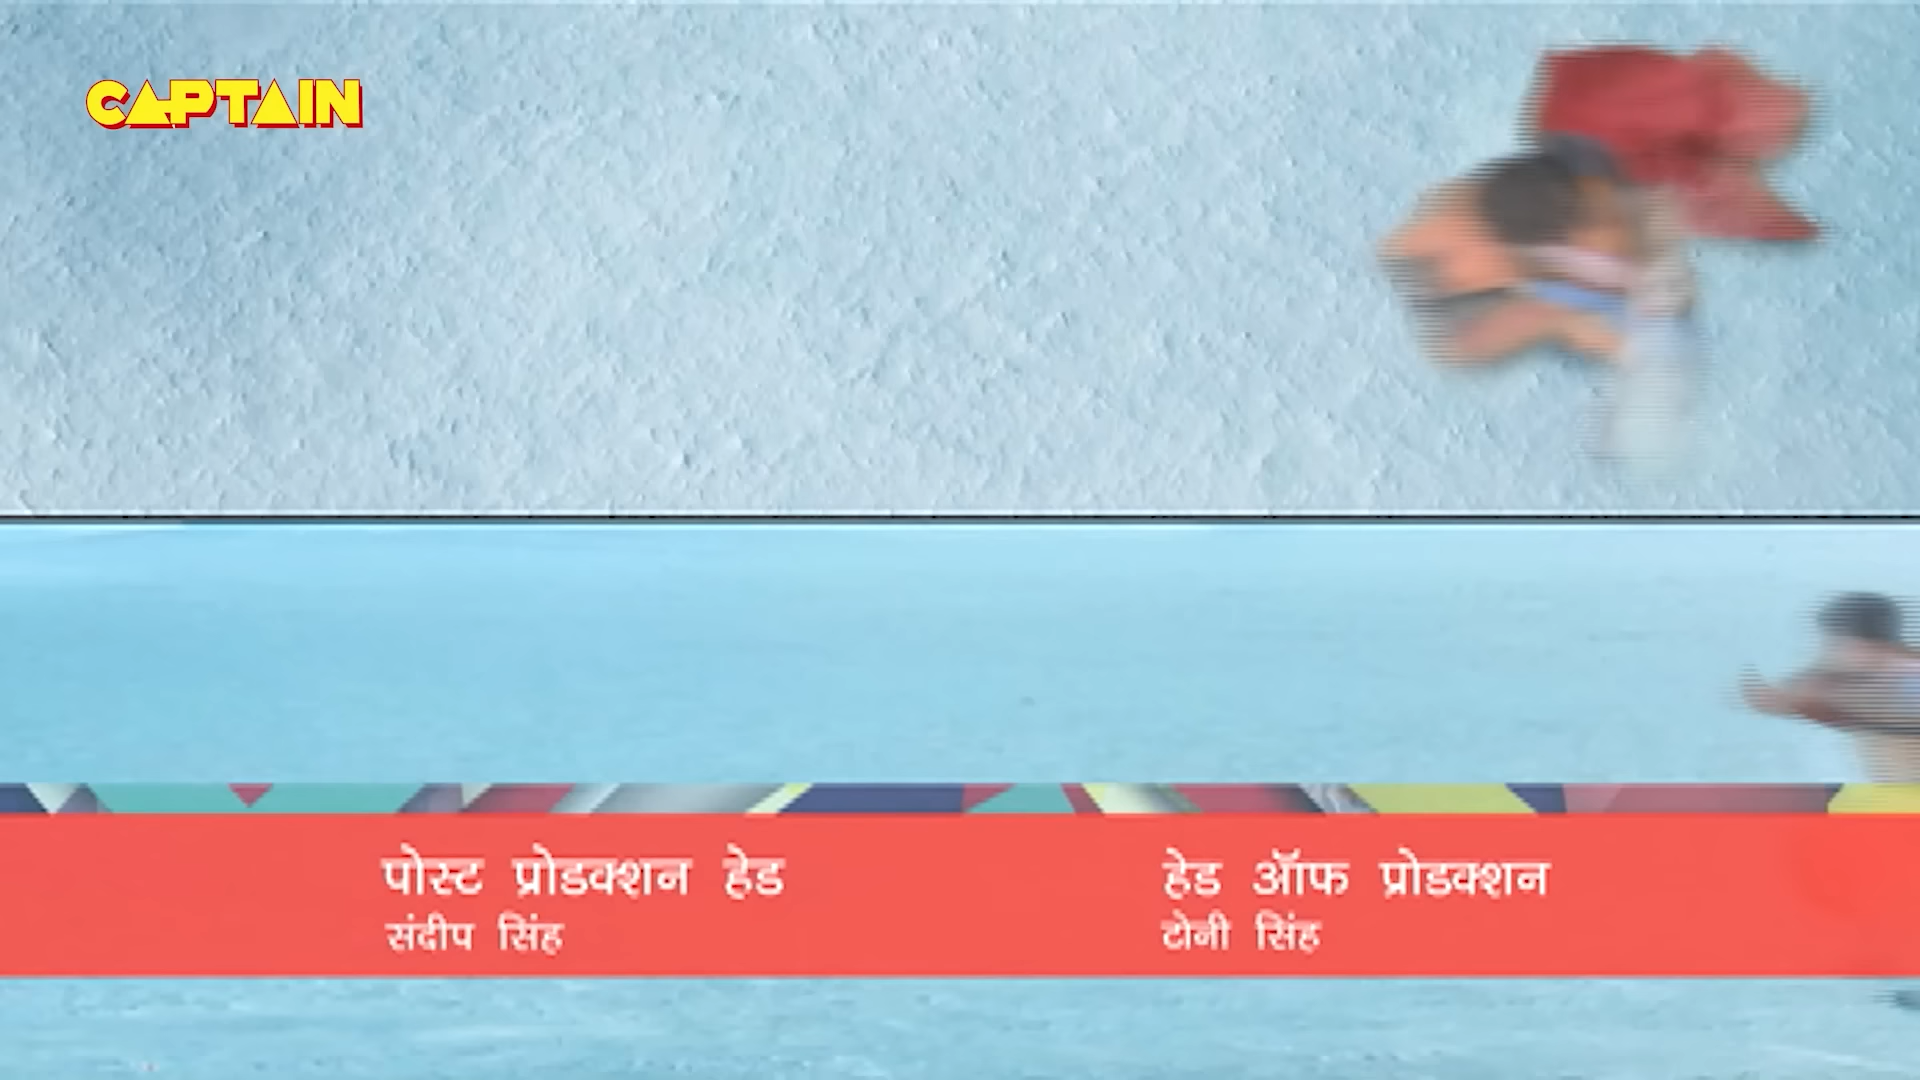 CAPTAIN
पोस्ट प्रोडक्शन हेड
संदीप सिंह
हेड ऑफ प्रोडक्शन
टोनी सिंह